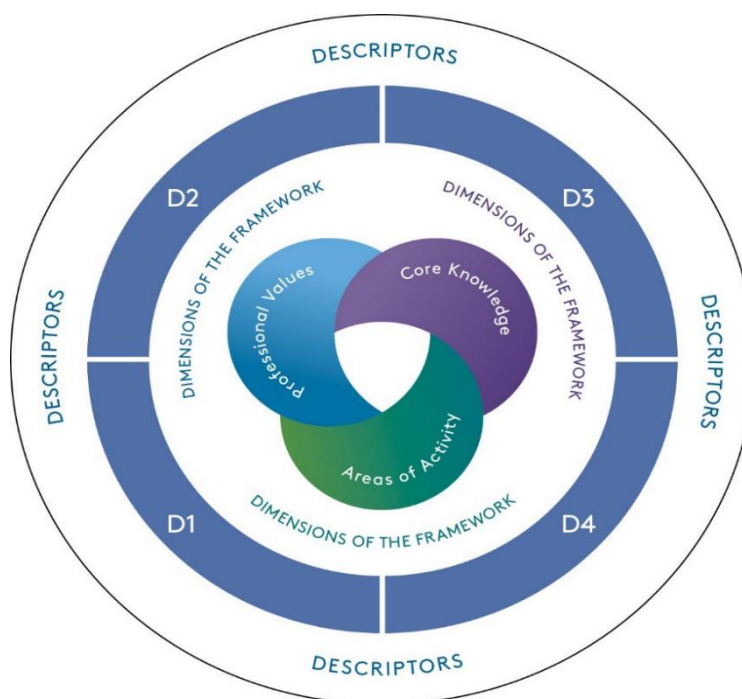 DESCRIPTORS
D2
D3
DIMENSIONS OF THE FRAMEWORK
DIMENSIONS OF THE FRAMEWORK
Professional Values
Core Knowledge
DESCRIPTORS
DESCRIPTORS
Areas of Activity
DIMENSIONS OF THE FRAMEWORK
D1
D4
DESCRIPTORS